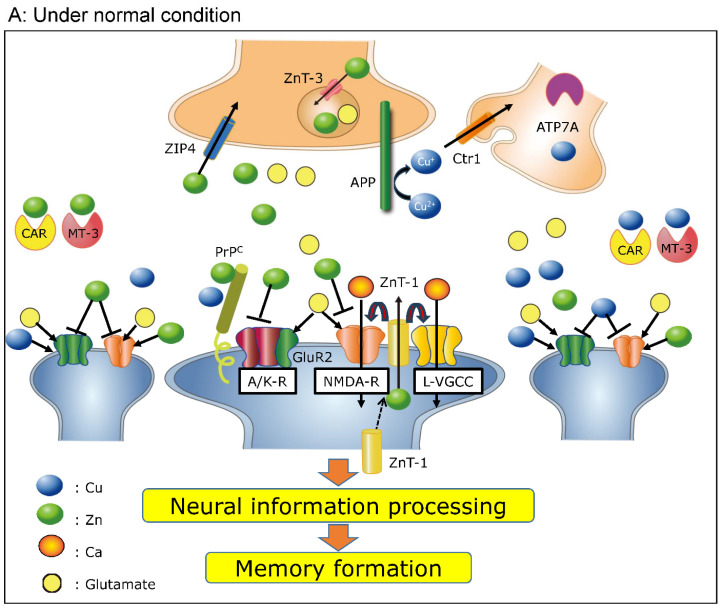 A: Under normal condition
ZnT-3
ZIP4
APP
Cu⁺
Cu²⁺
Ctr1
ATP7A
CAR
MT-3
CAR
MT-3
PrPᶜ
ZnT-1
GluR2
A/K-R
NMDA-R
L-VGCC
ZnT-1
: Cu
: Zn
: Ca
: Glutamate
Neural information processing
Memory formation